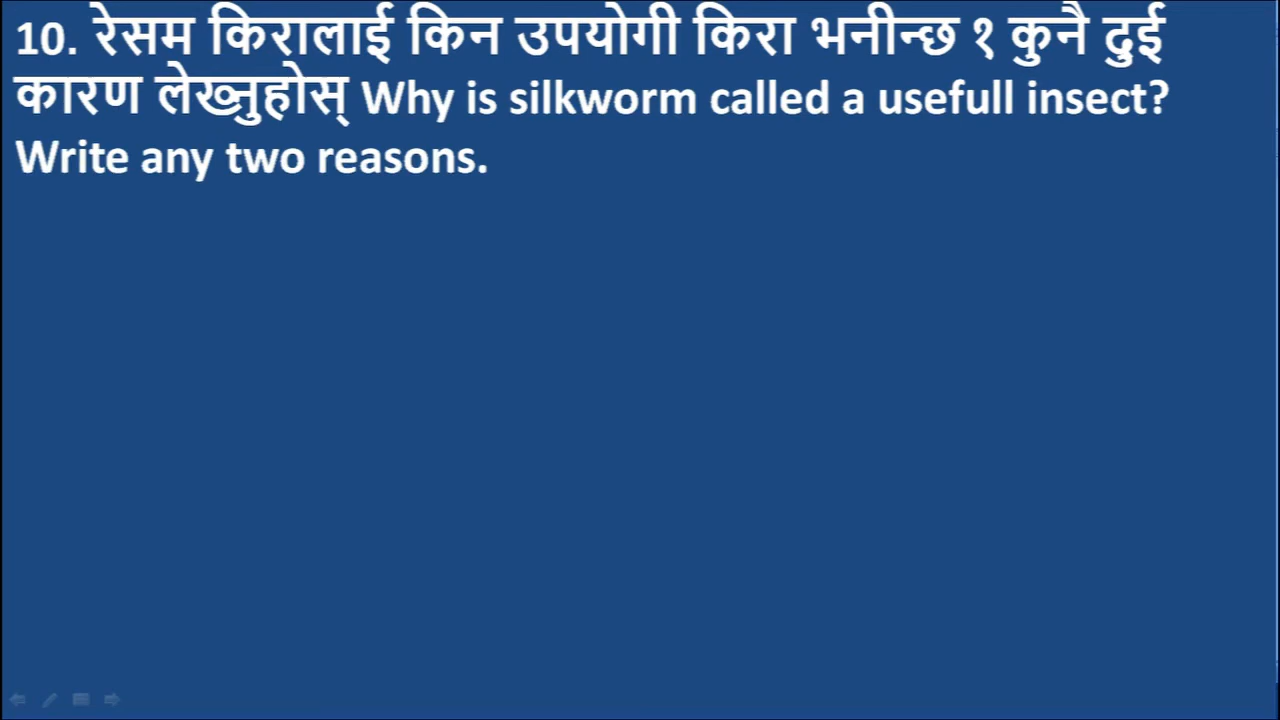 10. रेसम किरालाई किन उपयोगी किरा भनीन्छ १ कुनै दुई
कारण लेख्नुहोस् Why is silkworm called a usefull insect?
Write any two reasons.